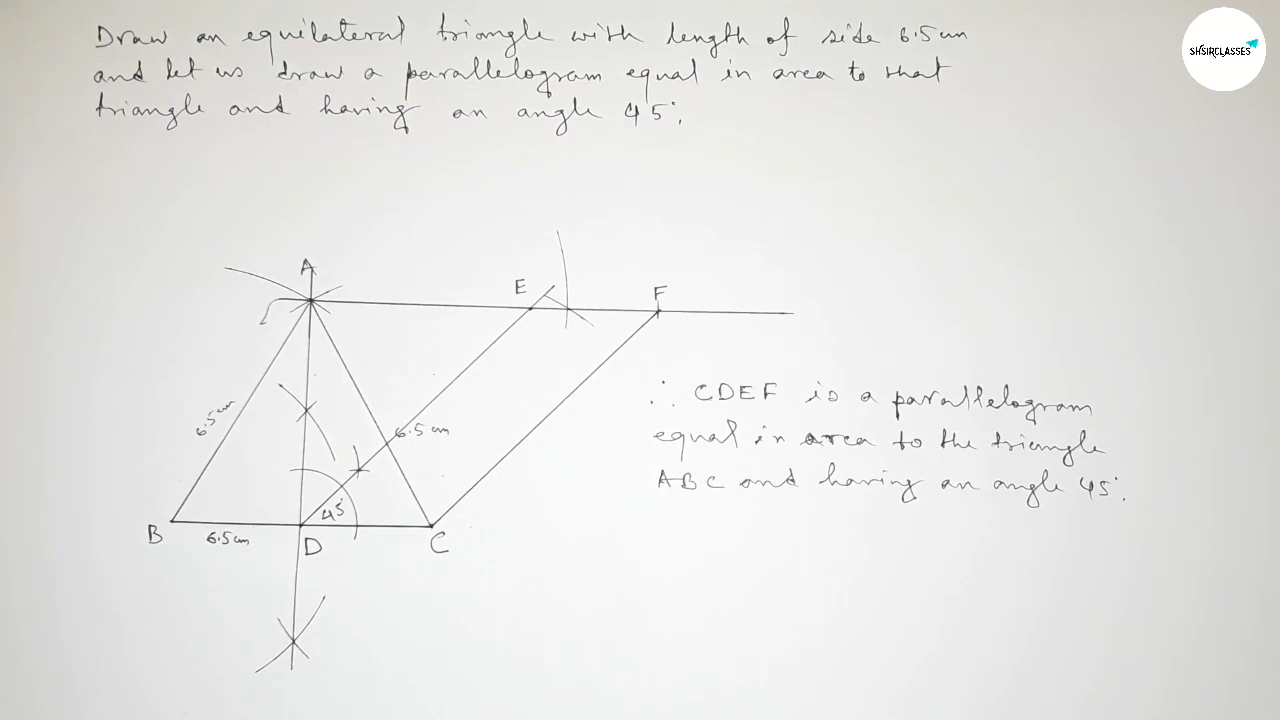 Draw an equilateral triangle with length of side 6.5 cm
and let us draw a parallelogram equal in area to that
triangle and having an angle 45°.
SHSIRCLASSES
A
E
F
6.5 cm
6.5 cm
45°
B
6.5 cm
D
C
∴ CDEF is a parallelogram
equal in area to the triangle
ABC and having an angle 45°.